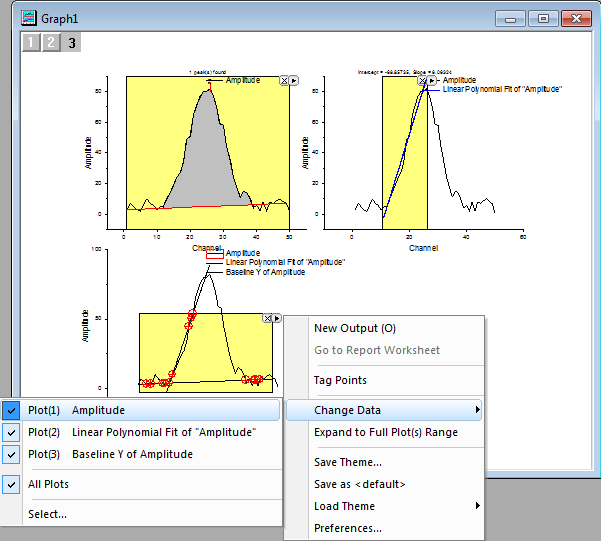 Graph1
1 2 3
1 peak(s) found
Amplitude
Amplitude
80
60
40
20
0
0 10 20 30 40 50
Channel
Intercept = -68.65735, Slope = 6.06324
Amplitude
Linear Polynomial Fit of "Amplitude"
Amplitude
80
60
40
20
0
0 20 40 60
Channel
Amplitude
Linear Polynomial Fit of "Amplitude"
Baseline Y of Amplitude
Amplitude
100
50
0
New Output (O)
Go to Report Worksheet
Tag Points
Change Data
Expand to Full Plot(s) Range
Save Theme...
Save as <default>
Load Theme
Preferences...
Plot(1) Amplitude
Plot(2) Linear Polynomial Fit of "Amplitude"
Plot(3) Baseline Y of Amplitude
All Plots
Select...